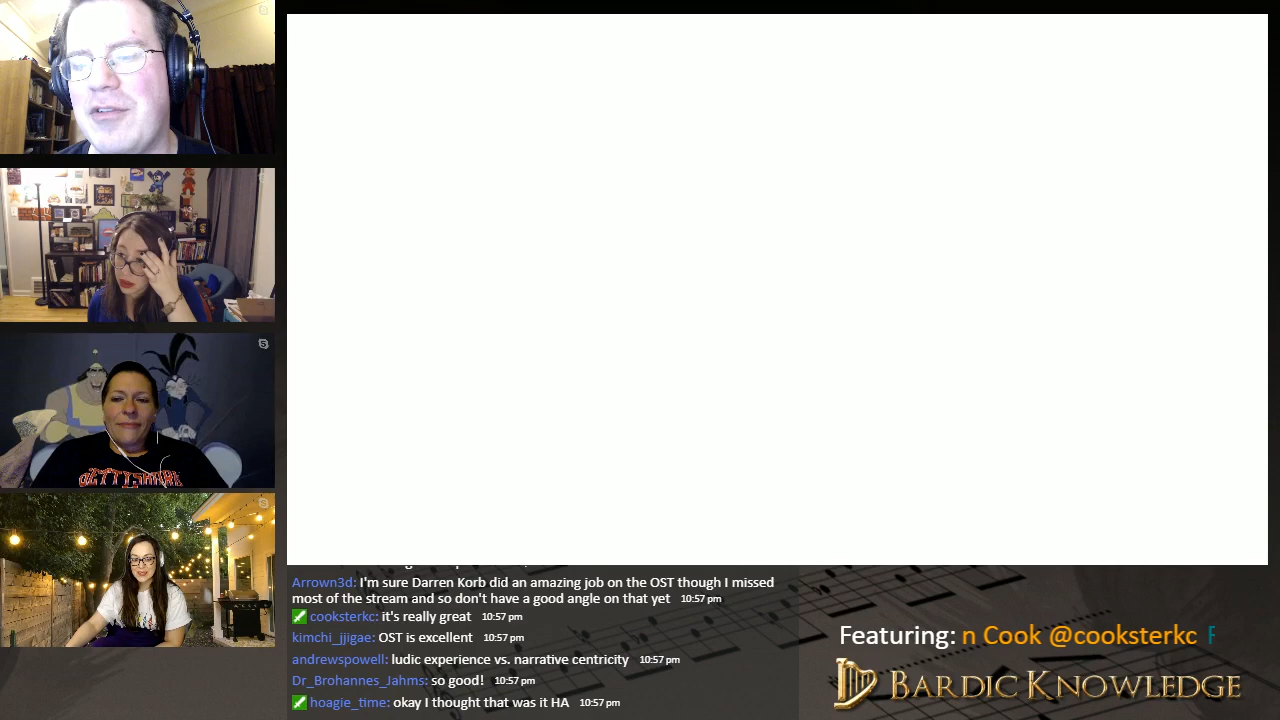 GETTYSBURG
Arrown3d: I'm sure Darren Korb did an amazing job on the OST though I missed
most of the stream and so don't have a good angle on that yet 10:57 pm
cooksterkc: it's really great 10:57 pm
kimchi_jjigae: OST is excellent 10:57 pm
andrewspowell: ludic experience vs. narrative centricity 10:57 pm
Dr_Brohannes_Jahms: so good! 10:57 pm
hoagie_time: okay I thought that was it HA 10:57 pm
Featuring: n Cook @cooksterkc
BARDIC KNOWLEDGE